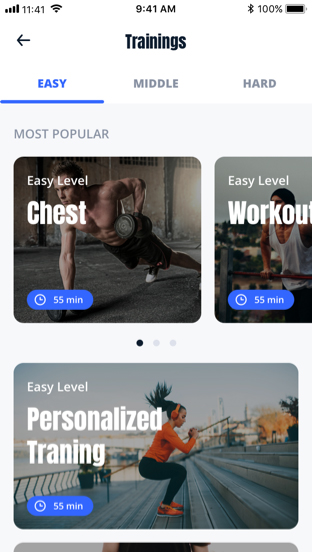 11:41 9:41 AM 100%
Trainings
EASY MIDDLE HARD
MOST POPULAR
Easy Level
Chest
55 min
Easy Level
Workout
55 min
Easy Level
Personalized
Traning
55 min